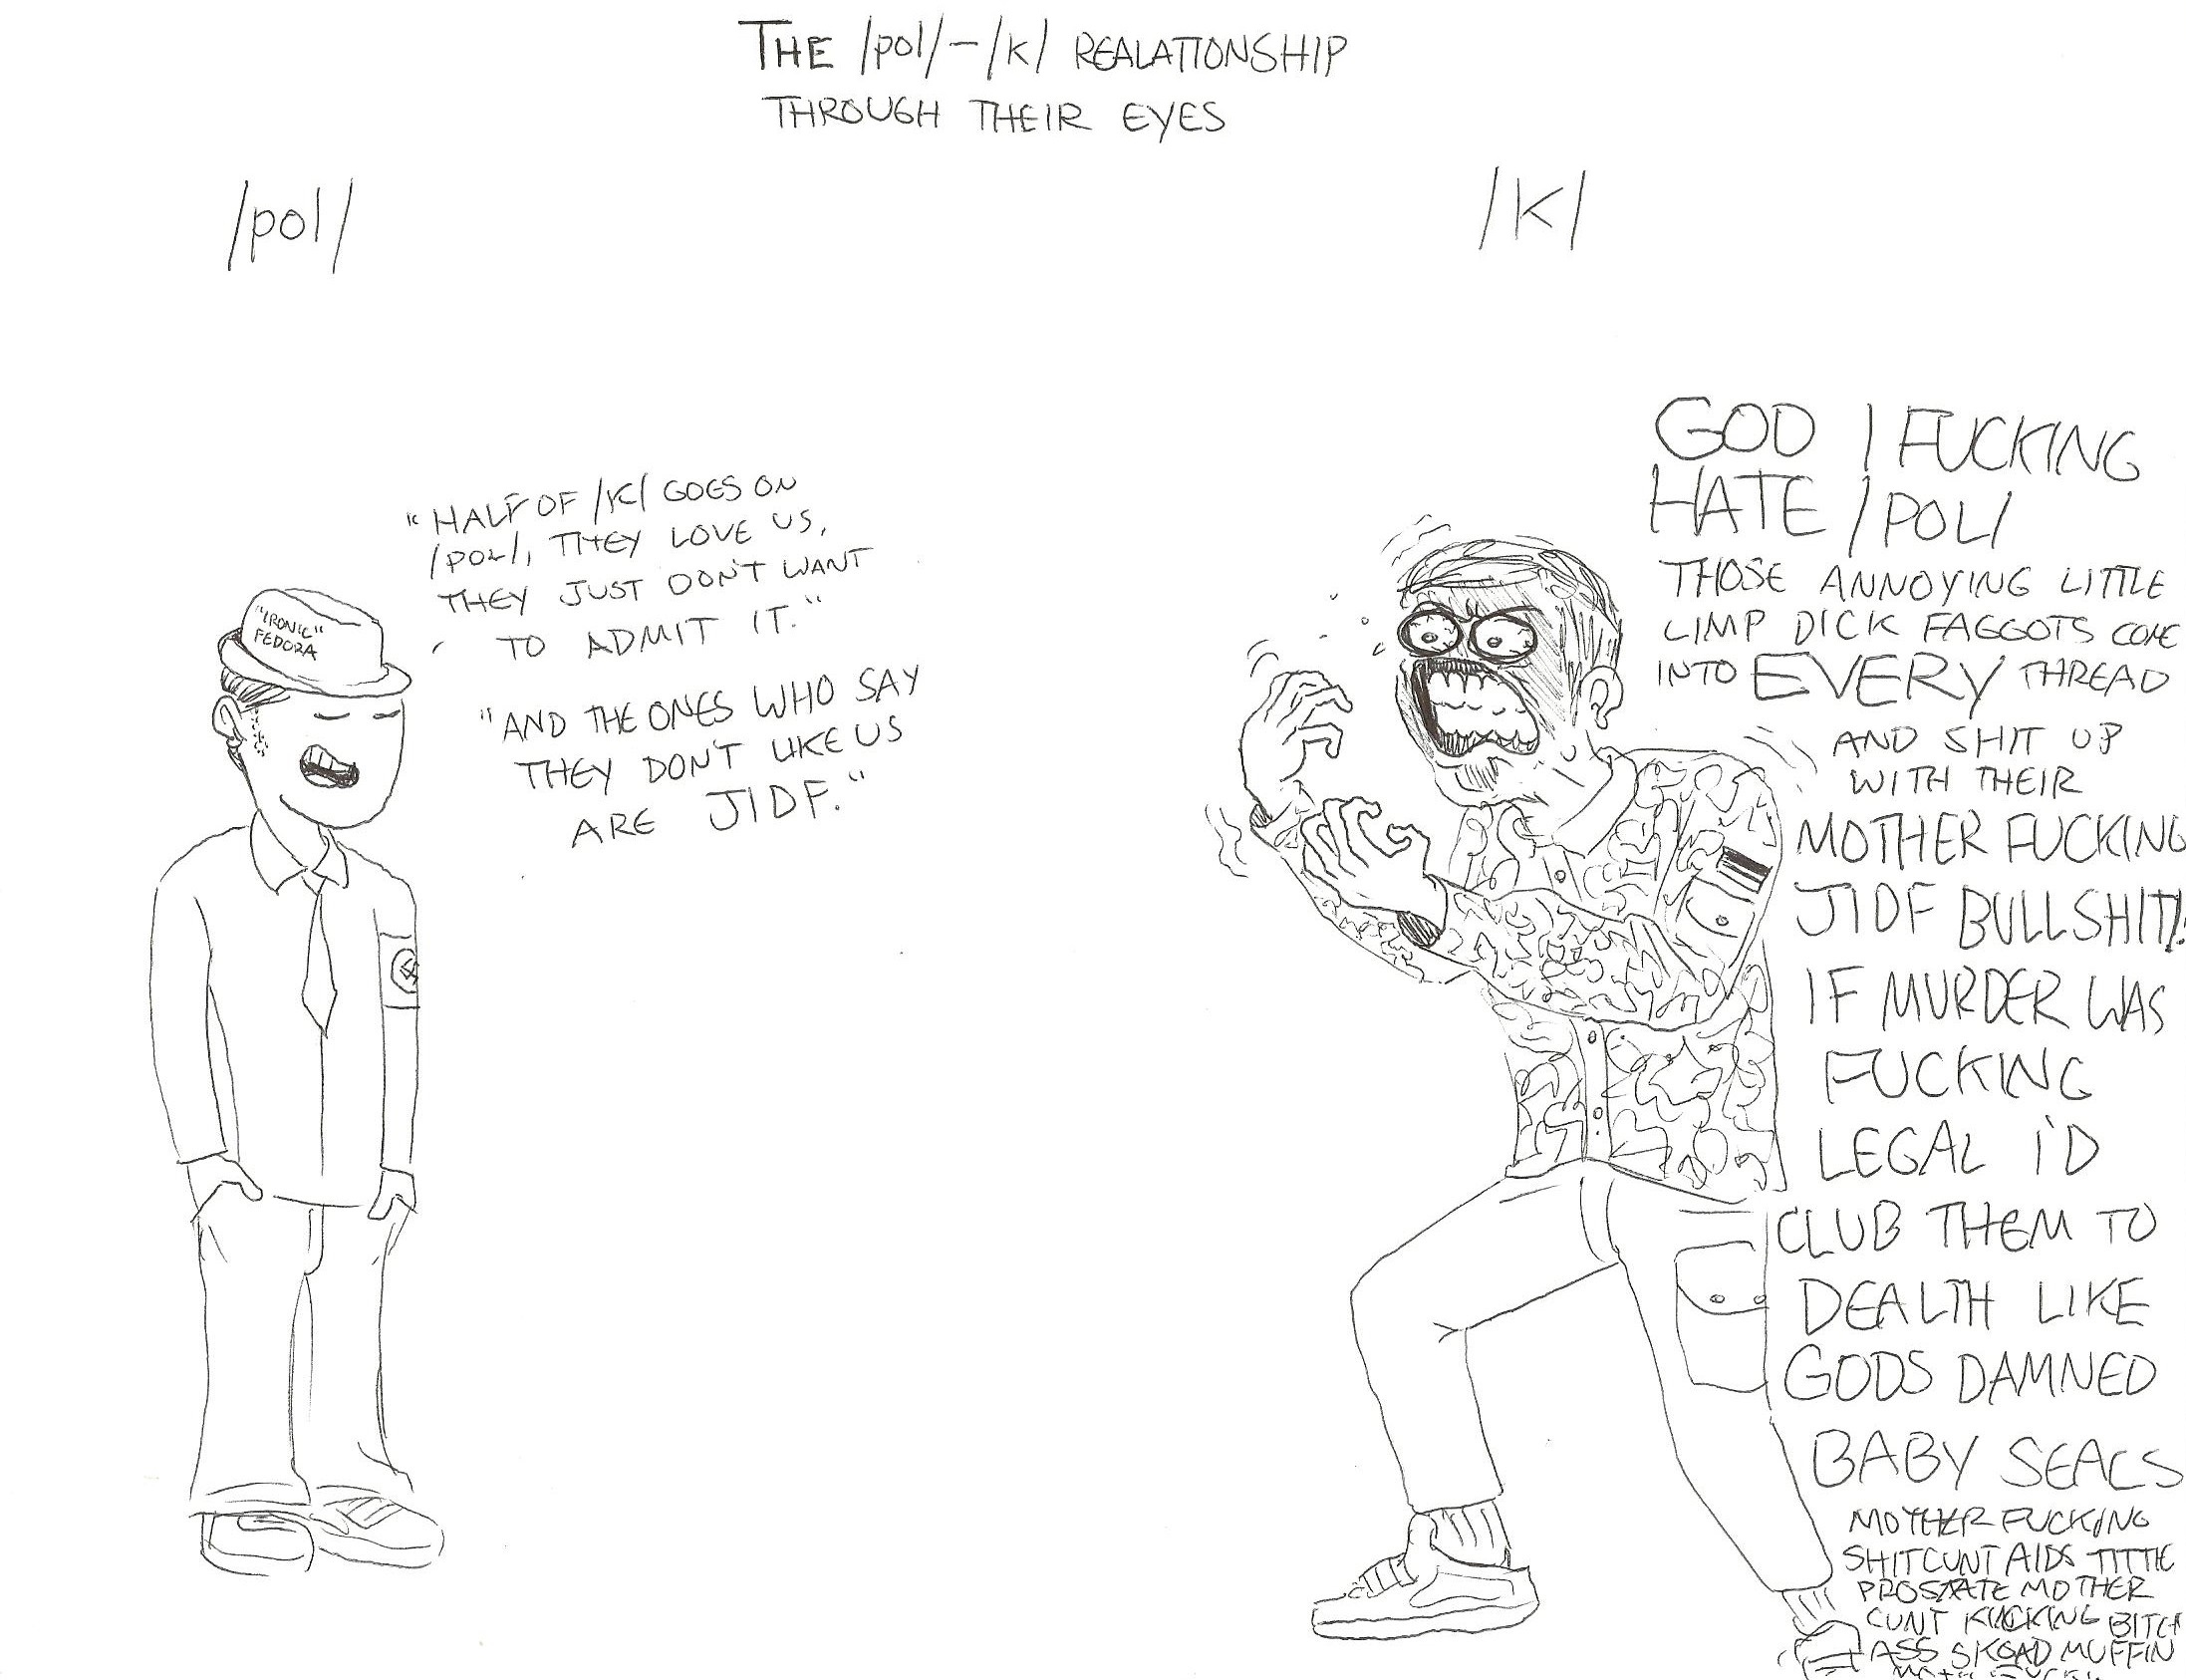 THE /pol/-/k/ REALATIONSHIP
THROUGH THEIR EYES
/pol/
/k/
"HALF OF /K/ GOES ON
/POL/, THEY LOVE US,
THEY JUST DON'T WANT
TO ADMIT IT."
"AND THE ONES WHO SAY
THEY DON'T LIKE US
ARE JIDF."
"IRONIC"
FEDORA
GOD I FUCKING
HATE /POL/
THOSE ANNOYING LITTLE
LIMP DICK FAGGOTS COME
INTO EVERY THREAD
AND SHIT UP
WITH THEIR
MOTHER FUCKING
JIDF BULLSHIT!
IF MURDER WAS
FUCKING
LEGAL I'D
CLUB THEM TO
DEALTH LIKE
GODS DAMNED
BABY SEALS
MOTHER FUCKING
SHITCUNT AIDS TITTIE
PROSTATE MOTHER
CUNT KUCKING BITCH
ASS SKOAD MUFFIN